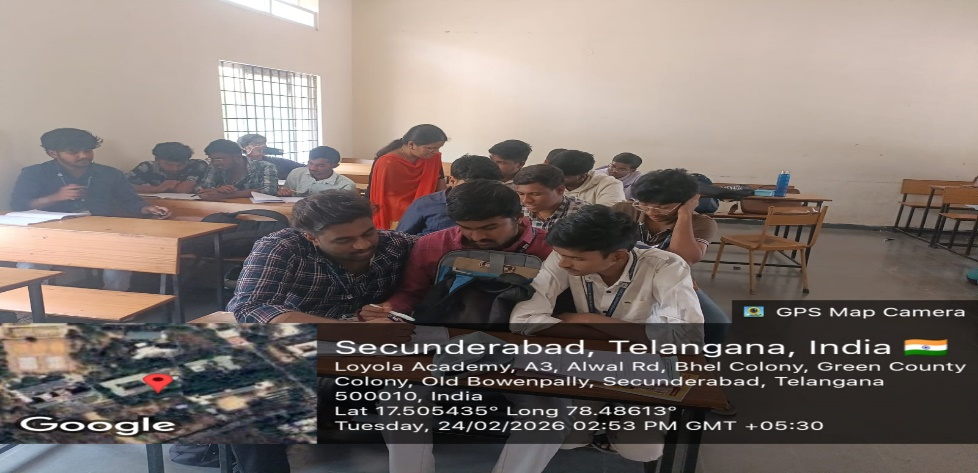 GPS Map Camera
Secunderabad, Telangana, India 🇮🇳
Loyola Academy, A3, Alwal Rd, Bhel Colony, Green County
Colony, Old Bowenpally, Secunderabad, Telangana
500010, India
Lat 17.505435° Long 78.48613°
Tuesday, 24/02/2026 02:53 PM GMT +05:30
Google